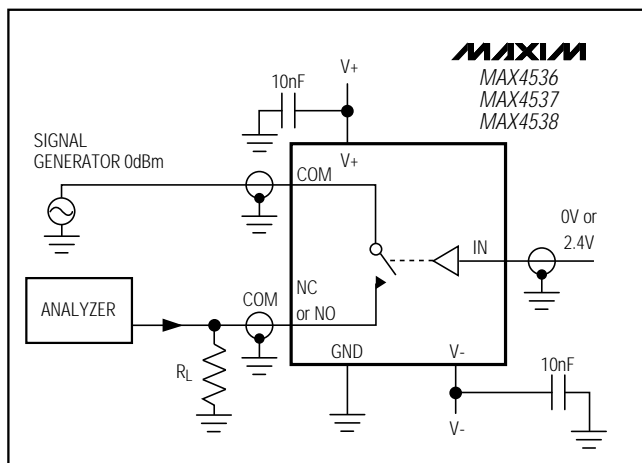 MAXIM
MAX4536
MAX4537
MAX4538
V+
10nF
SIGNAL
GENERATOR 0dBm
V+
COM
0V or
2.4V
IN
NC
or NO
COM
ANALYZER
GND
V-
10nF
RL
V-